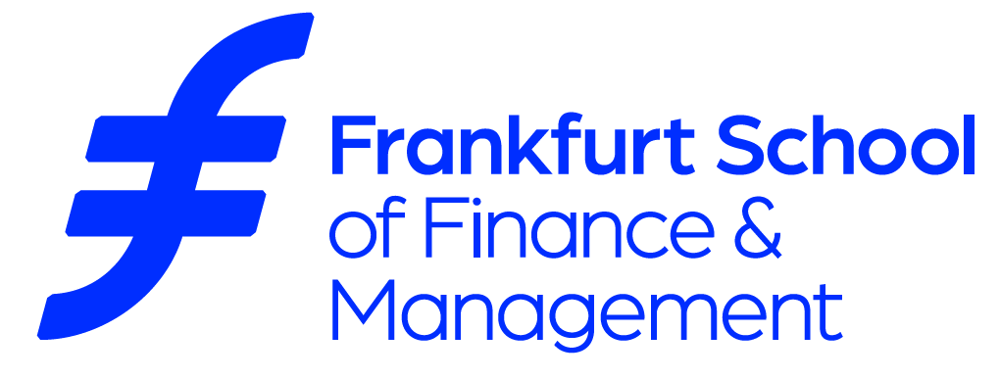 Frankfurt School
of Finance &
Management